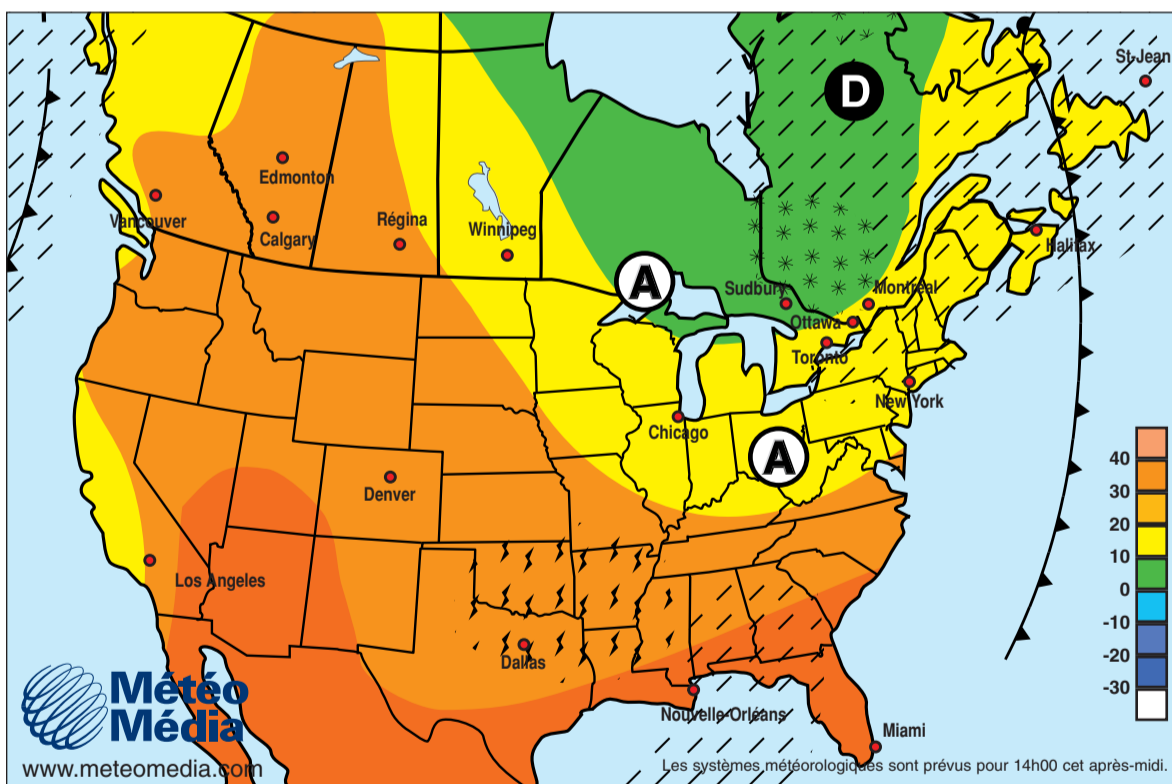 D
St-Jean
Edmonton
Vancouver
Calgary
Régina
Winnipeg
Halifax
A
Sudbury
Montréal
Ottawa
Toronto
New York
Chicago
A
Denver
40
30
20
10
0
-10
-20
-30
Los Angeles
Dallas
Nouvelle-Orléans
Miami
Météo
Média
www.meteomedia.com
Les systèmes météorologiques sont prévus pour 14h00 cet après-midi.